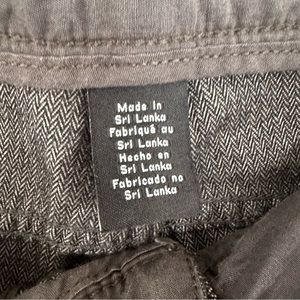 Made in
Sri Lanka
Fabriqué au
Sri Lanka
Hecho en
Sri Lanka
Fabricado no
Sri Lanka